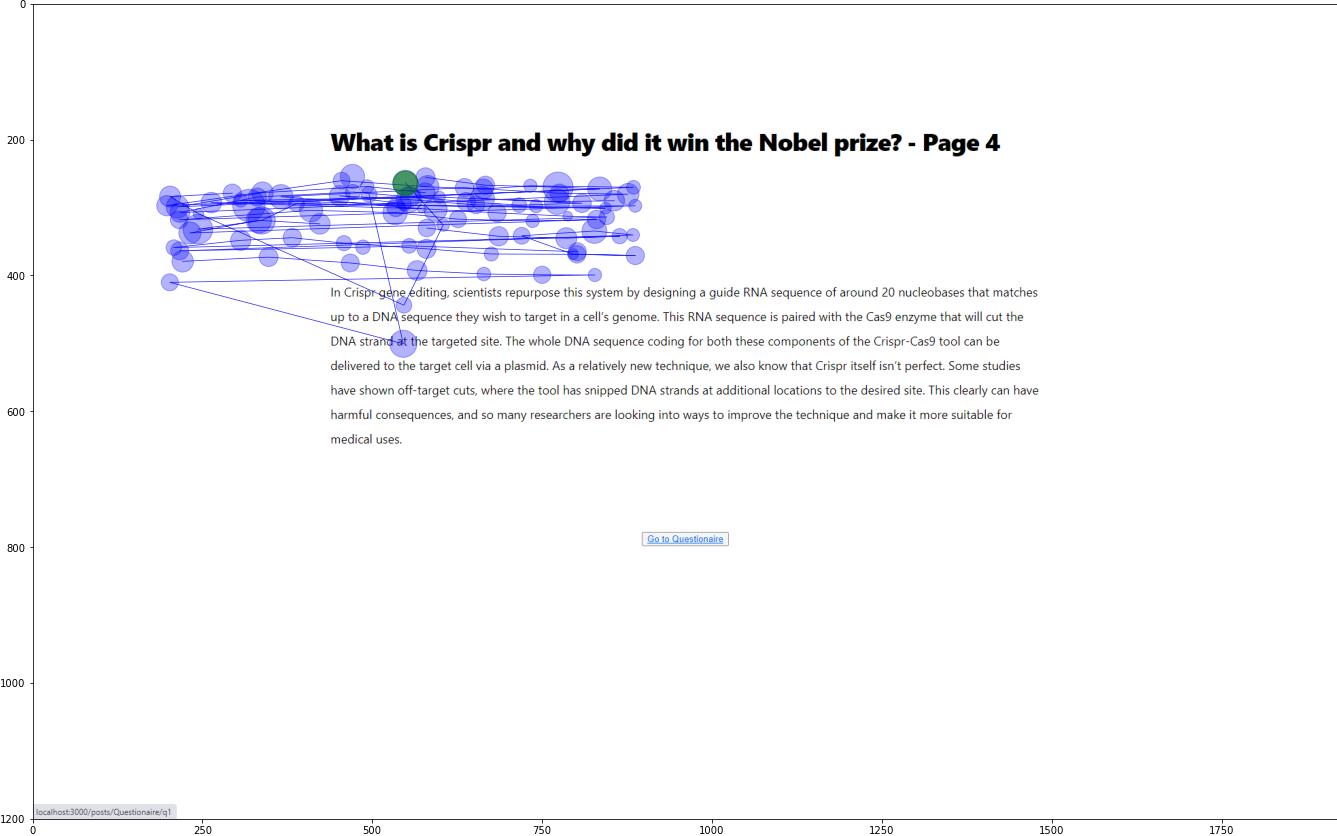 0
200
What is Crispr and why did it win the Nobel prize? - Page 4
400
In Crispr gene editing, scientists repurpose this system by designing a guide RNA sequence of around 20 nucleobases that matches
up to a DNA sequence they wish to target in a cell's genome. This RNA sequence is paired with the Cas9 enzyme that will cut the
DNA strand at the targeted site. The whole DNA sequence coding for both these components of the Crispr-Cas9 tool can be
delivered to the target cell via a plasmid. As a relatively new technique, we also know that Crispr itself isn't perfect. Some studies
have shown off-target cuts, where the tool has snipped DNA strands at additional locations to the desired site. This clearly can have
harmful consequences, and so many researchers are looking into ways to improve the technique and make it more suitable for
600
medical uses.
Go to Questionaire
800
1000
localhost:3000/posts/Questionaire/q1
1200
0 250 500 750 1000 1250 1500 1750